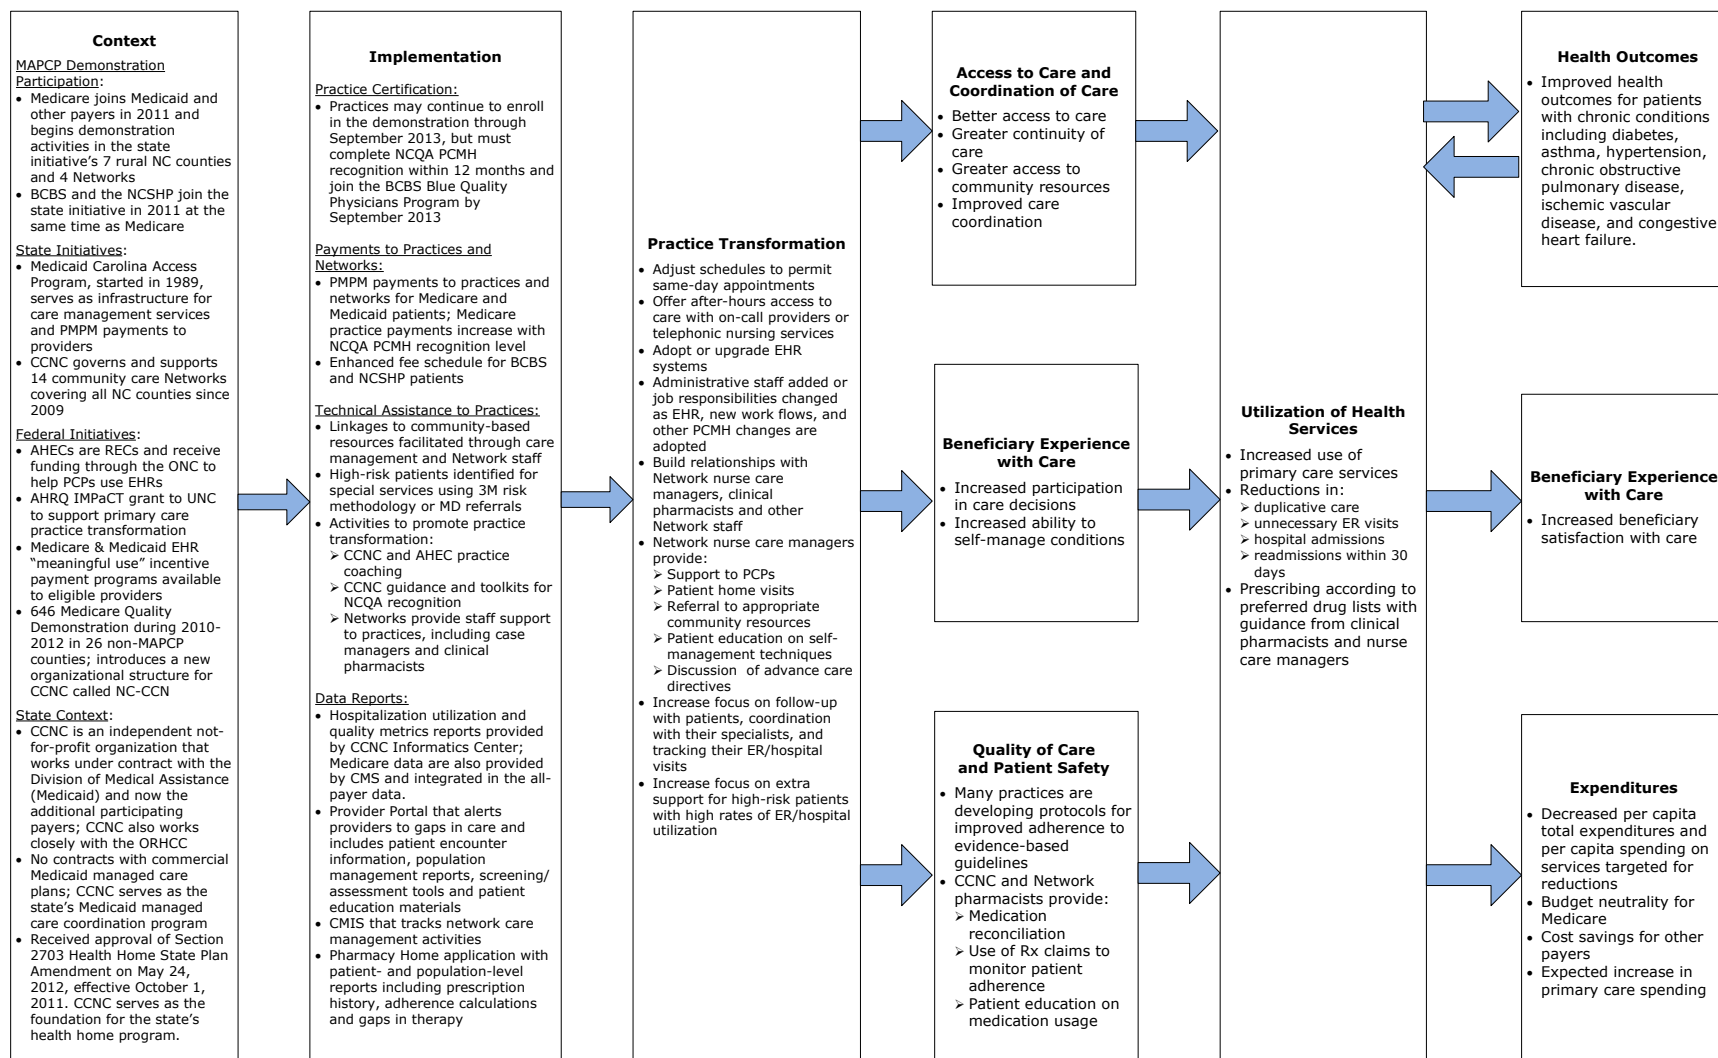 Context
MAPCP Demonstration
Participation:
• Medicare joins Medicaid and
other payers in 2011 and
begins demonstration
activities in the state
initiative's 7 rural NC counties
and 4 Networks
• BCBS and the NCSHP join the
state initiative in 2011 at the
same time as Medicare
State Initiatives:
• Medicaid Carolina Access
Program, started in 1989,
serves as infrastructure for
care management services
and PMPM payments to
providers
• CCNC governs and supports
14 community care Networks
covering all NC counties since
2009
Federal Initiatives:
• AHECs are RECs and receive
funding through the ONC to
help PCPs use EHRs
• AHRQ IMPaCT grant to UNC
to support primary care
practice transformation
• Medicare & Medicaid EHR
"meaningful use" incentive
payment programs available
to eligible providers
• 646 Medicare Quality
Demonstration during 2010-
2012 in 26 non-MAPCP
counties; introduces a new
organizational structure for
CCNC called NC-CCN
State Context:
• CCNC is an independent not-
for-profit organization that
works under contract with the
Division of Medical Assistance
(Medicaid) and now the
additional participating
payers; CCNC also works
closely with the ORHCC
• No contracts with commercial
Medicaid managed care
plans; CCNC serves as the
state's Medicaid managed
care coordination program
• Received approval of Section
2703 Health Home State Plan
Amendment on May 24,
2012, effective October 1,
2011. CCNC serves as the
foundation for the state's
health home program.
Implementation
Practice Certification:
• Practices may continue to enroll
in the demonstration through
September 2013, but must
complete NCQA PCMH
recognition within 12 months and
join the BCBS Blue Quality
Physicians Program by
September 2013
Payments to Practices and
Networks:
• PMPM payments to practices and
networks for Medicare and
Medicaid patients; Medicare
practice payments increase with
NCQA PCMH recognition level
• Enhanced fee schedule for BCBS
and NCSHP patients
Technical Assistance to Practices:
• Linkages to community-based
resources facilitated through care
management and Network staff
• High-risk patients identified for
special services using 3M risk
methodology or MD referrals
• Activities to promote practice
transformation:
➢ CCNC and AHEC practice
coaching
➢ CCNC guidance and toolkits for
NCQA recognition
➢ Networks provide staff support
to practices, including case
managers and clinical
pharmacists
Data Reports:
• Hospitalization utilization and
quality metrics reports provided
by CCNC Informatics Center;
Medicare data are also provided
by CMS and integrated in the all-
payer data.
• Provider Portal that alerts
providers to gaps in care and
includes patient encounter
information, population
management reports, screening/
assessment tools and patient
education materials
• CMIS that tracks network care
management activities
• Pharmacy Home application with
patient- and population-level
reports including prescription
history, adherence calculations
and gaps in therapy
Practice Transformation
• Adjust schedules to permit
same-day appointments
• Offer after-hours access to
care with on-call providers or
telephonic nursing services
• Adopt or upgrade EHR
systems
• Administrative staff added or
job responsibilities changed
as EHR, new work flows, and
other PCMH changes are
adopted
• Build relationships with
Network nurse care
managers, clinical
pharmacists and other
Network staff
• Network nurse care managers
provide:
➢ Support to PCPs
➢ Patient home visits
➢ Referral to appropriate
community resources
➢ Patient education on self-
management techniques
➢ Discussion of advance care
directives
• Increase focus on follow-up
with patients, coordination
with their specialists, and
tracking their ER/hospital
visits
• Increase focus on extra
support for high-risk patients
with high rates of ER/hospital
utilization
Access to Care and
Coordination of Care
• Better access to care
• Greater continuity of
care
• Greater access to
community resources
• Improved care
coordination
Beneficiary Experience
with Care
• Increased participation
in care decisions
• Increased ability to
self-manage conditions
Quality of Care
and Patient Safety
• Many practices are
developing protocols for
improved adherence to
evidence-based
guidelines
• CCNC and Network
pharmacists provide:
➢ Medication
reconciliation
➢ Use of Rx claims to
monitor patient
adherence
➢ Patient education on
medication usage
Utilization of Health
Services
• Increased use of
primary care services
• Reductions in:
➢ duplicative care
➢ unnecessary ER visits
➢ hospital admissions
➢ readmissions within 30
days
• Prescribing according to
preferred drug lists with
guidance from clinical
pharmacists and nurse
care managers
Health Outcomes
• Improved health
outcomes for patients
with chronic conditions
including diabetes,
asthma, hypertension,
chronic obstructive
pulmonary disease,
ischemic vascular
disease, and congestive
heart failure.
Beneficiary Experience
with Care
• Increased beneficiary
satisfaction with care
Expenditures
• Decreased per capita
total expenditures and
per capita spending on
services targeted for
reductions
• Budget neutrality for
Medicare
• Cost savings for other
payers
• Expected increase in
primary care spending